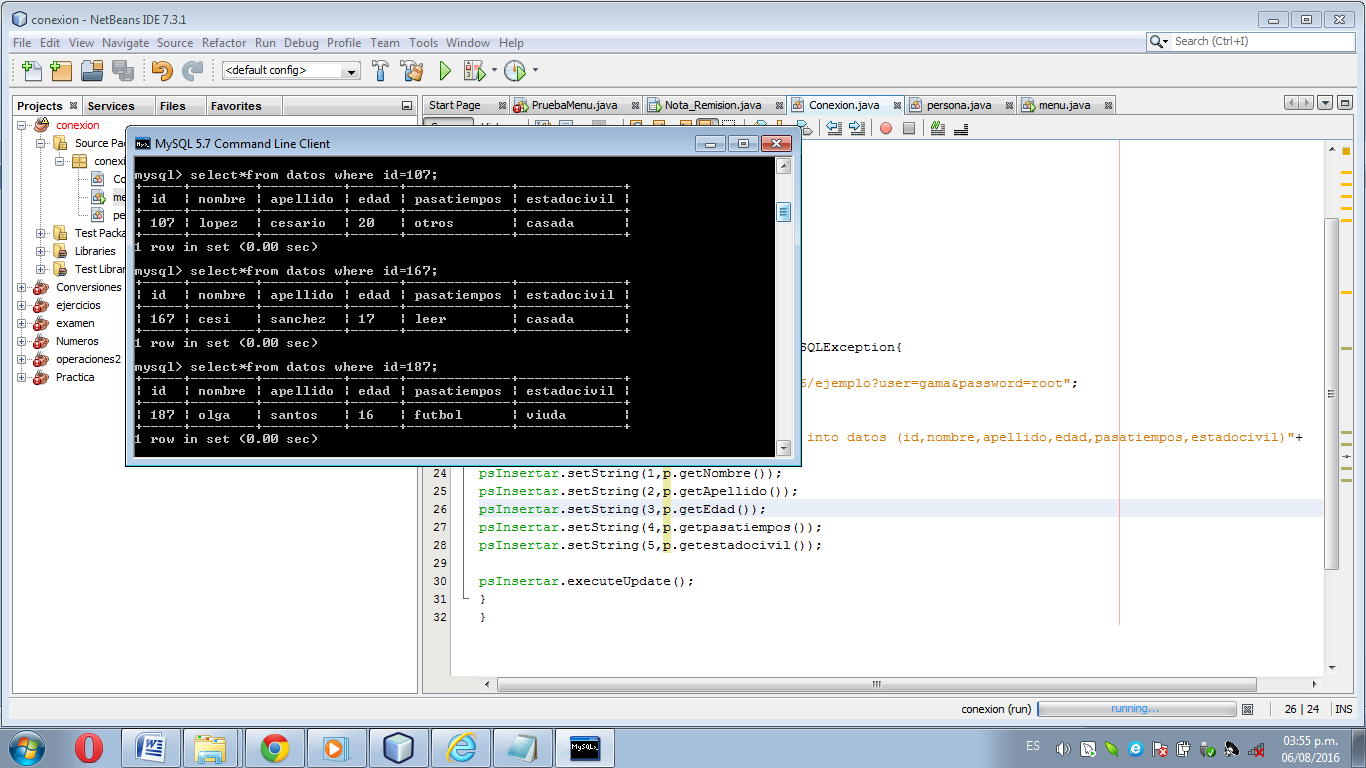 conexion - NetBeans IDE 7.3.1
File Edit View Navigate Source Refactor Run Debug Profile Team Tools Window Help
Search (Ctrl+I)
<default config>
Projects Services Files Favorites
Start Page PruebaMenu.java Nota_Remision.java Conexion.java persona.java menu.java
conexion
Source Pac
conexi
Co
me
pe
Test Packa
Libraries
Test Librar
Conversiones
ejercicios
examen
Numeros
operaciones2
Practica
MySQL 5.7 Command Line Client
mysql> select*from datos where id=107;
id nombre apellido edad pasatiempos estadocivil
107 lopez cesario 20 otros casada
1 row in set (0.00 sec)
mysql> select*from datos where id=167;
id nombre apellido edad pasatiempos estadocivil
167 cesi sanchez 17 leer casada
1 row in set (0.00 sec)
mysql> select*from datos where id=187;
id nombre apellido edad pasatiempos estadocivil
187 olga santos 16 futbol viuda
1 row in set (0.00 sec)
SQLException{
/ejemplo?user=gama&password=root";
into datos (id,nombre,apellido,edad,pasatiempos,estadocivil)"+
24 psInsertar.setString(1,p.getNombre());
25 psInsertar.setString(2,p.getApellido());
26 psInsertar.setString(3,p.getEdad());
27 psInsertar.setString(4,p.getpasatiempos());
28 psInsertar.setString(5,p.getestadocivil());
29
30 psInsertar.executeUpdate();
31 }
32 }
conexion (run) running... 26 | 24 INS
ES
03:55 p.m.
06/08/2016